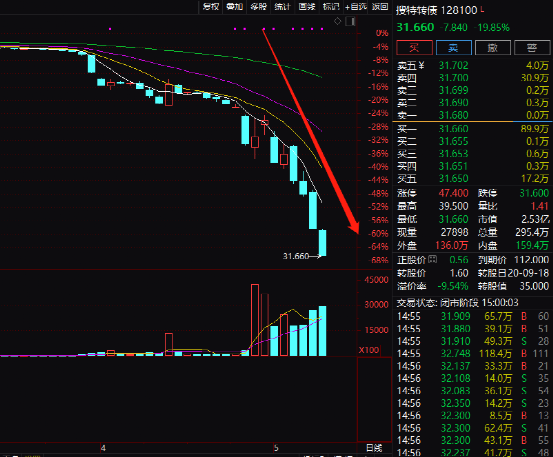 复权 叠加 多股 统计 画线 标记 +自选 返回
搜特转债 128100 L
31.660 -7.840 -19.85%
买 卖 撤 警
卖五 ¥ 31.702 4.0万
卖四 31.700 30.9万
卖三 31.699 0.2万
卖二 31.690 0.3万
卖一 31.680 0.0万
买一 31.660 89.9万
买二 31.655 0.1万
买三 31.653 0.6万
买四 31.651 0.3万
买五 31.650 17.2万
涨停 47.400 跌停 31.600
最高 39.500 量比 1.41
最低 31.660 市值 2.53亿
现量 27898 总量 295.4万
外盘 136.0万 内盘 159.4万
正股价 0.56 到期价 112.000
转股价 1.60 转股日20-09-18
溢价率 -9.54% 转股值 35.000
交易状态: 闭市阶段 15:00:03
14:55 31.909 65.7万 B 60
14:55 31.880 39.1万 B 51
14:55 31.910 49.3万 S 28
14:55 32.748 118.4万 B 111
14:56 32.137 33.3万 B 21
14:56 32.108 14.0万 S 35
14:56 32.083 36.1万 S 54
14:56 32.350 14.2万 S 23
14:56 32.300 8.5万 B 13
14:56 32.300 62.4万 S 41
14:56 32.300 43.1万 B 55
14:56 32.237 41.7万 S 48
0%
-4%
-8%
-12%
-16%
-20%
-24%
-28%
-32%
-36%
-40%
-44%
-48%
-52%
-56%
-60%
-64%
-68%
31.660
45000
30000
15000
X100
4 5 日线